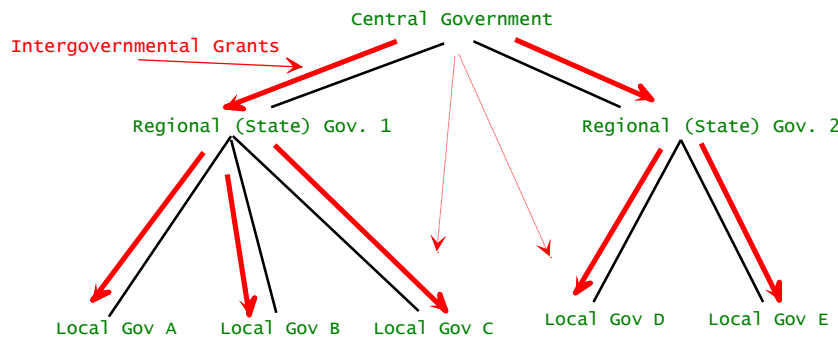 Central Government
Intergovernmental Grants
Regional (State) Gov. 1
Regional (State) Gov. 2
Local Gov A
Local Gov B
Local Gov C
Local Gov D
Local Gov E